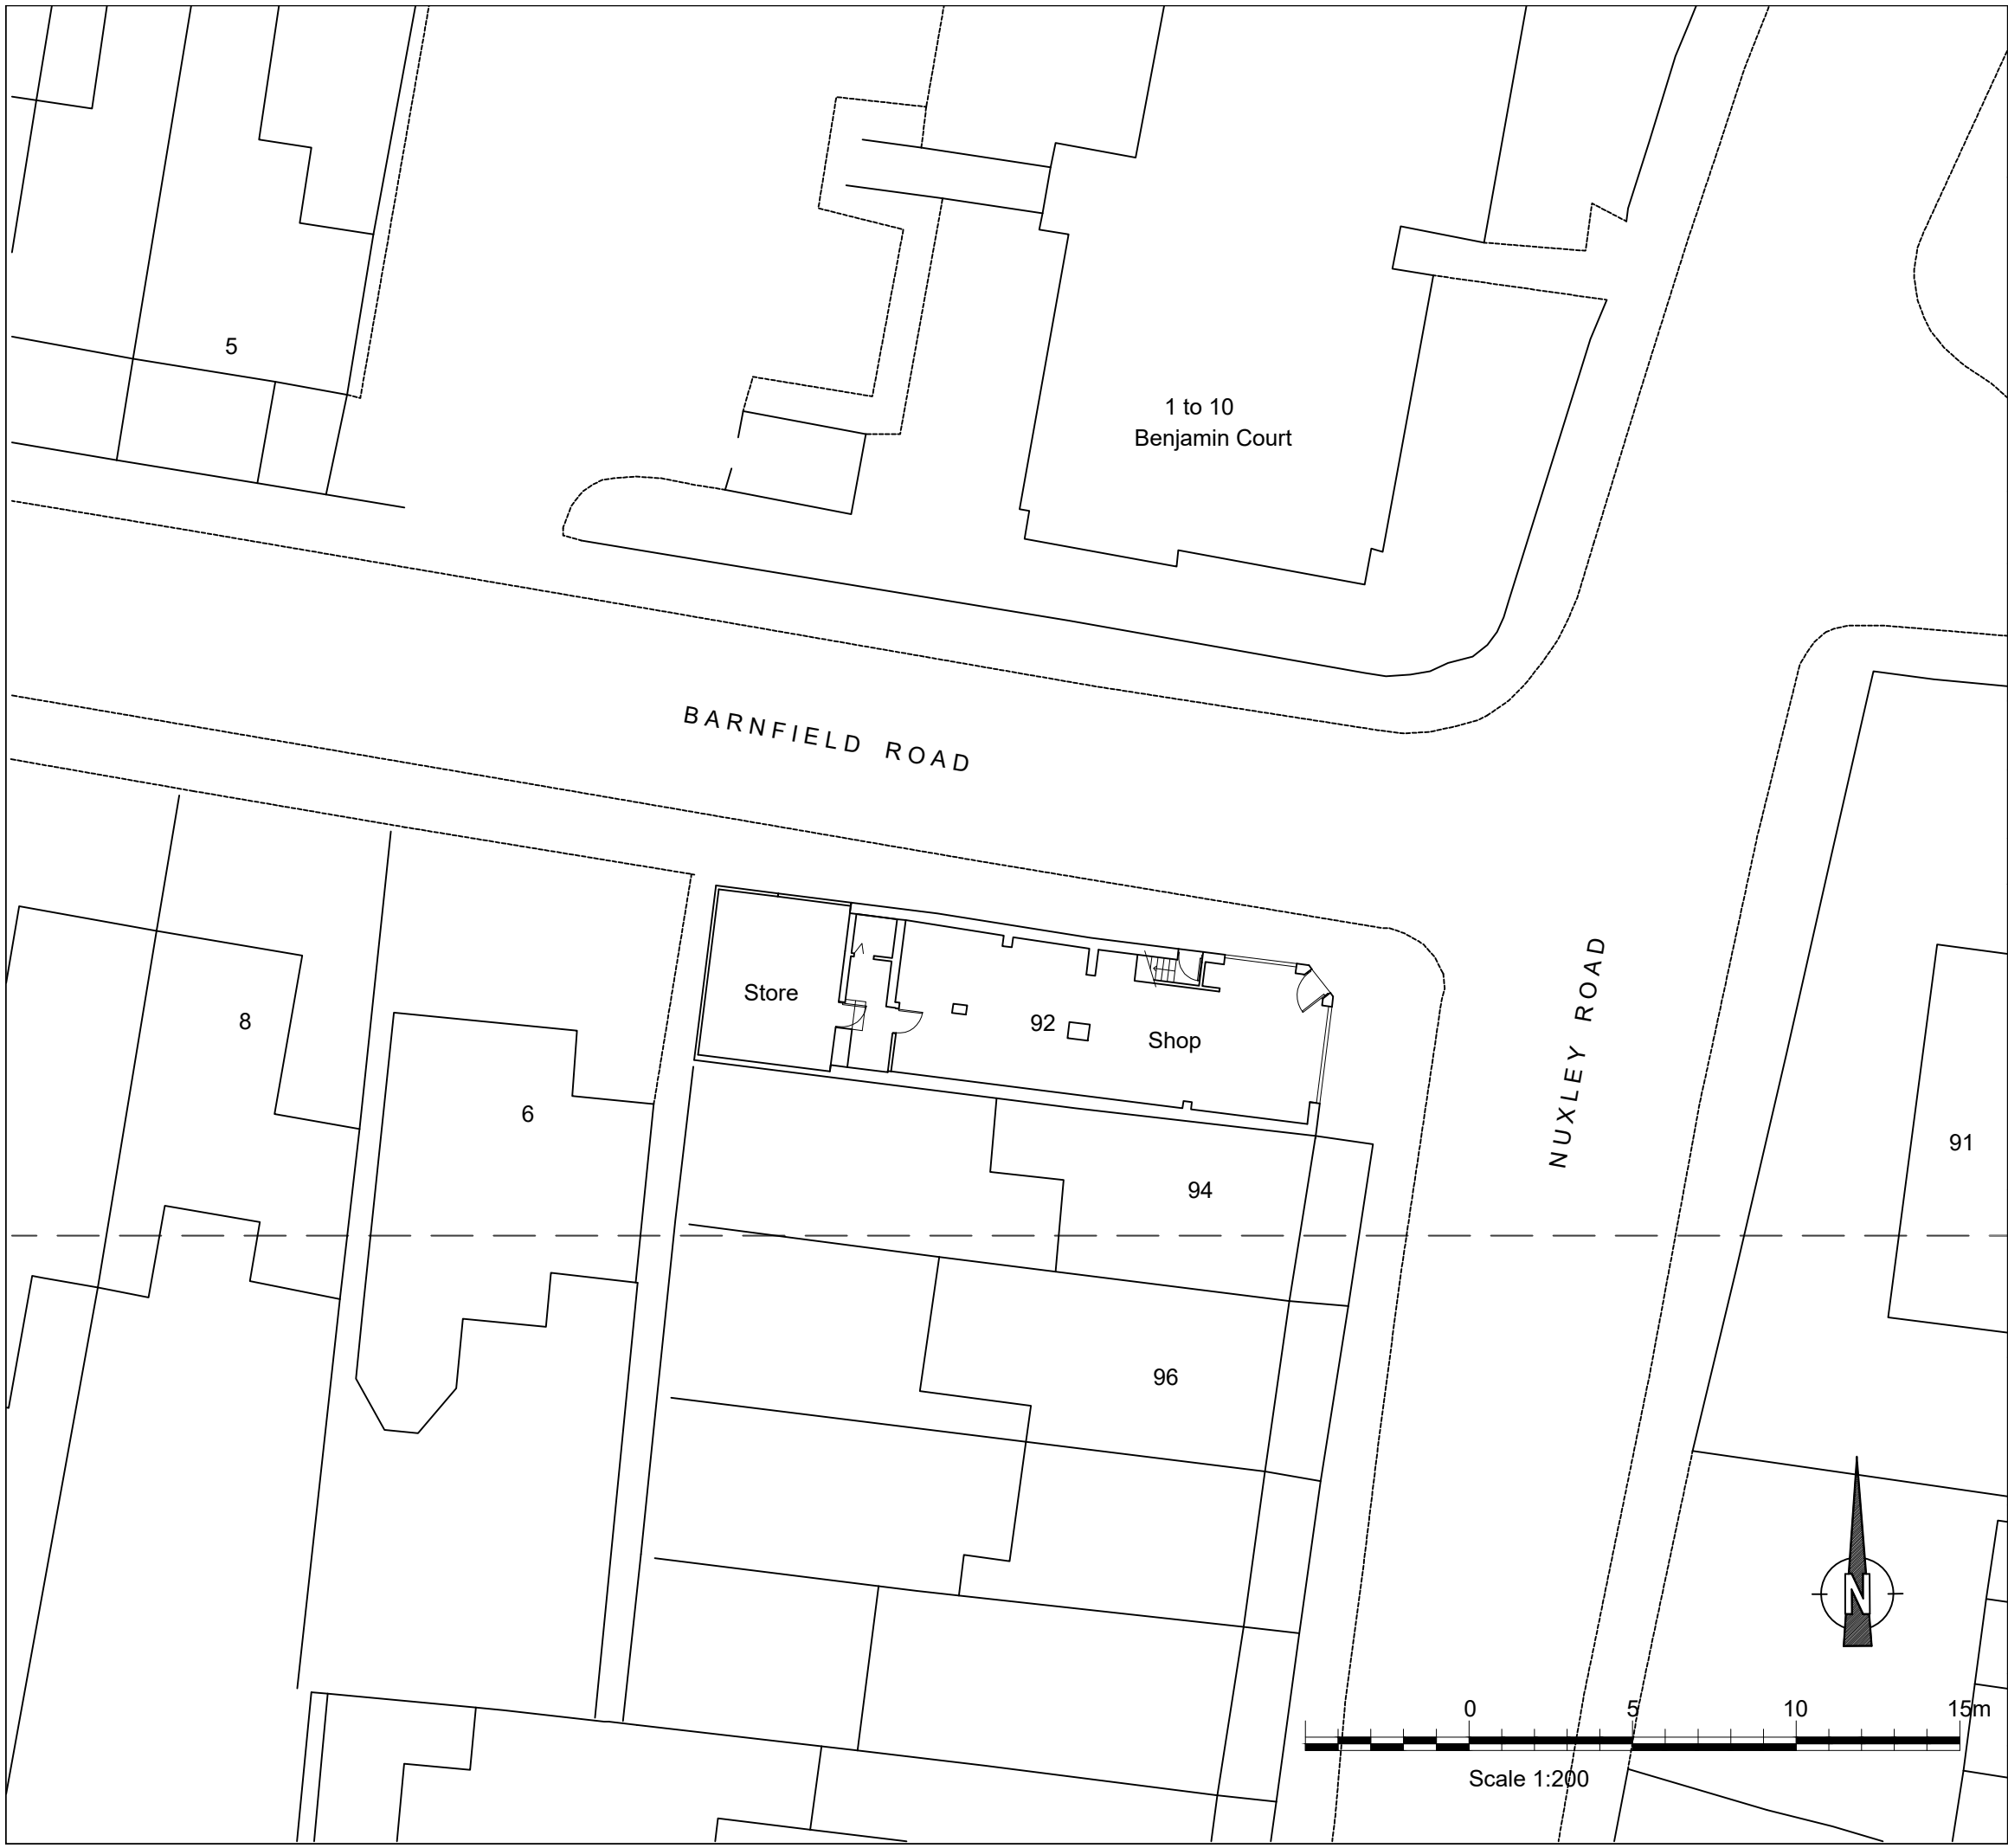 5
1 to 10
Benjamin Court
BARNFIELD ROAD
Store
92
Shop
NUXLEY ROAD
8
6
91
94
96
N
0 5 10 15m
Scale 1:200